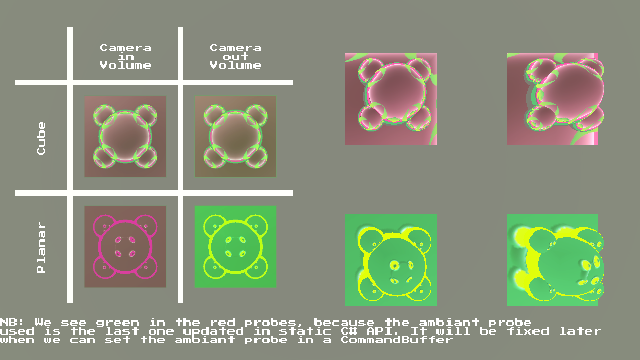 Camera
in
Volume
Camera
out
Volume
Cube
Planar
NB: We see green in the red probes, because the ambiant probe
used is the last one updated in static C# API. It will be fixed later
when we can set the ambiant probe in a CommandBuffer